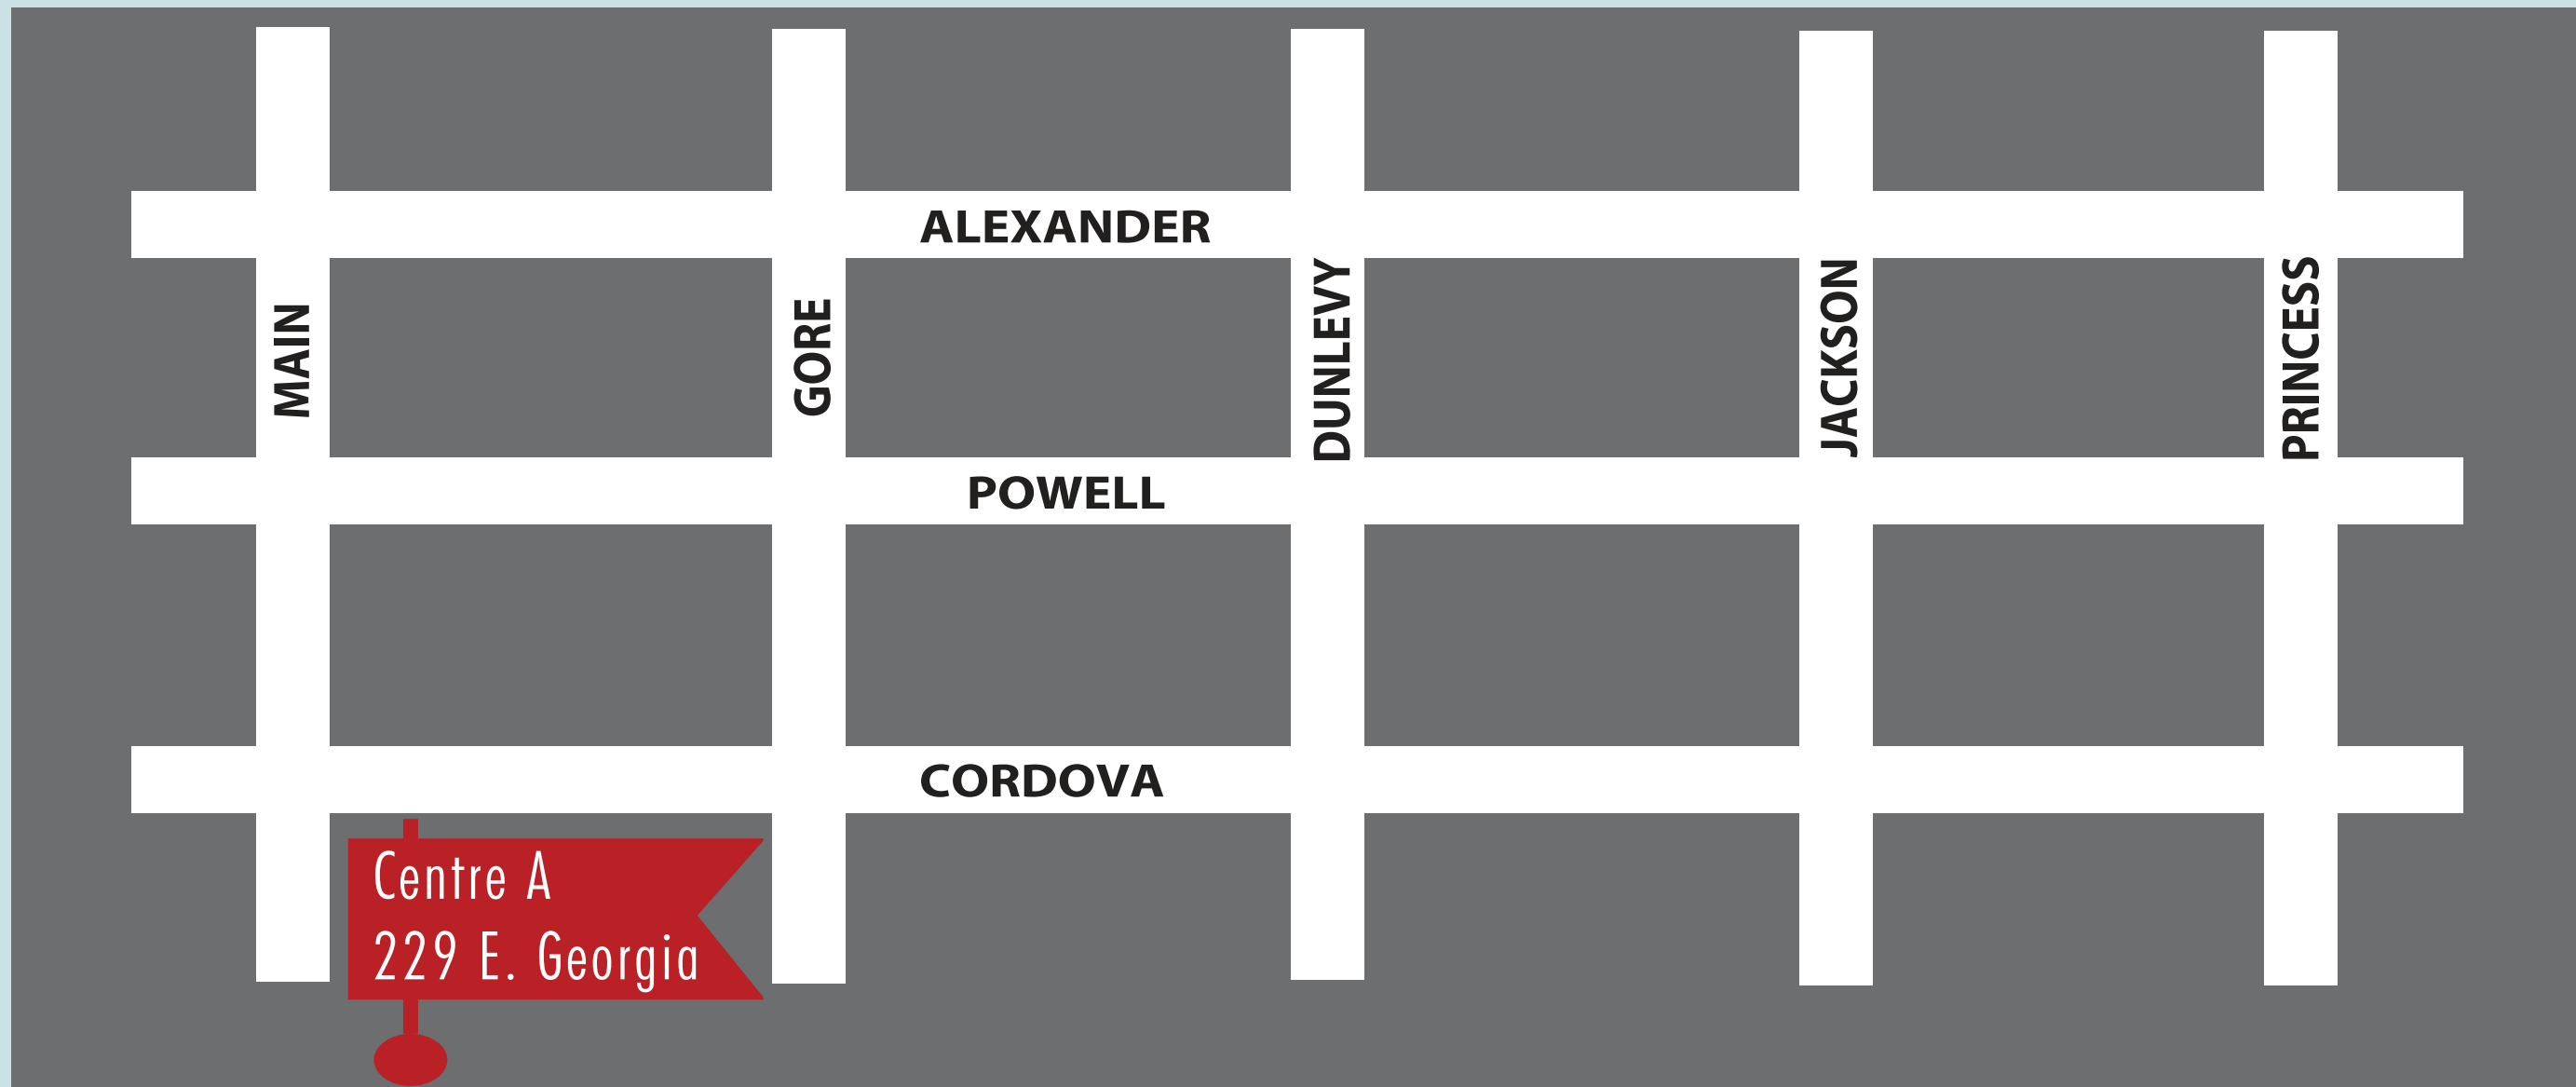 ALEXANDER
MAIN
GORE
DUNLEVY
JACKSON
PRINCESS
POWELL
CORDOVA
Centre A
229 E. Georgia